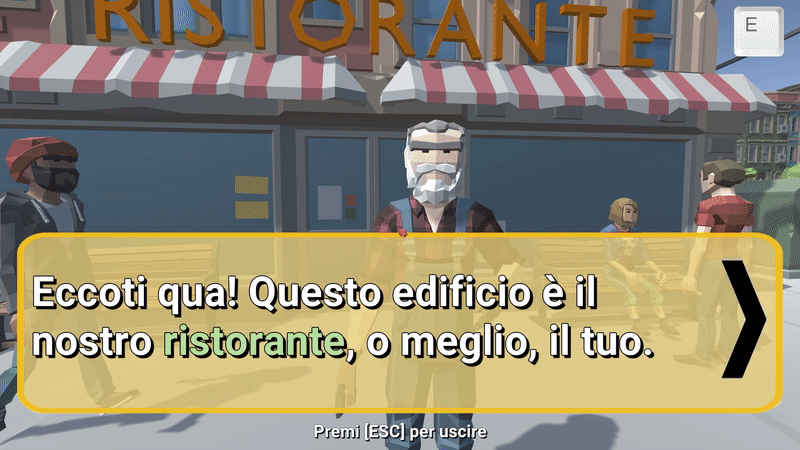 RISTORANTE
E
Eccoti qua! Questo edificio è il
nostro ristorante, o meglio, il tuo.
Premi [ESC] per uscire